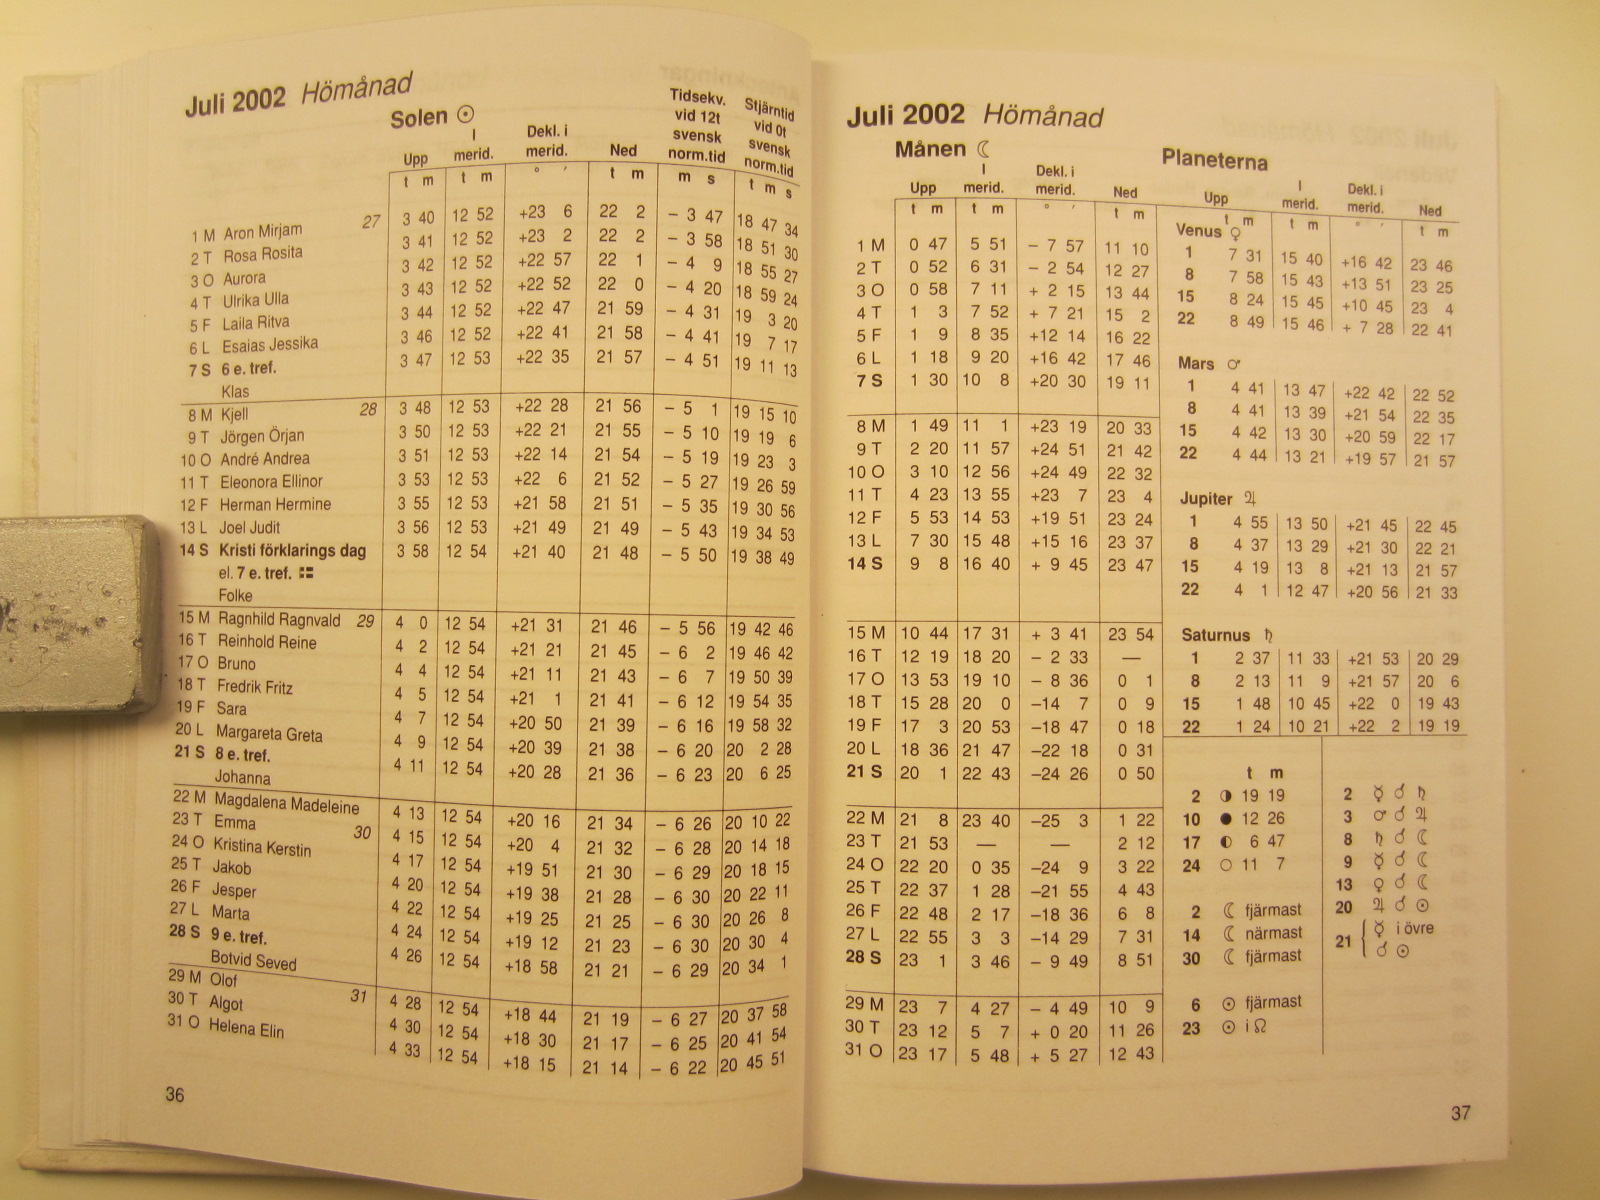 Juli 2002 Hömånad
Solen ☉
Upp
I merid.
Dekl. i merid.
Ned
Tidsekv. vid 12t svensk norm.tid
Stjärntid vid 0t svensk norm.tid
t m t m ° ′ t m m s t m s
1 M Aron Mirjam 27 3 40 12 52 +23 6 22 2 – 3 47 18 47 34
2 T Rosa Rosita 3 41 12 52 +23 2 22 2 – 3 58 18 51 30
3 O Aurora 3 42 12 52 +22 57 22 1 – 4 9 18 55 27
4 T Ulrika Ulla 3 43 12 52 +22 52 22 0 – 4 20 18 59 24
5 F Laila Ritva 3 44 12 52 +22 47 21 59 – 4 31 19 3 20
6 L Esaias Jessika 3 46 12 52 +22 41 21 58 – 4 41 19 7 17
7 S 6 e. tref. 3 47 12 53 +22 35 21 57 – 4 51 19 11 13
Klas
8 M Kjell 28 3 48 12 53 +22 28 21 56 – 5 1 19 15 10
9 T Jörgen Örjan 3 50 12 53 +22 21 21 55 – 5 10 19 19 6
10 O André Andrea 3 51 12 53 +22 14 21 54 – 5 19 19 23 3
11 T Eleonora Ellinor 3 53 12 53 +22 6 21 52 – 5 27 19 26 59
12 F Herman Hermine 3 55 12 53 +21 58 21 51 – 5 35 19 30 56
13 L Joel Judit 3 56 12 53 +21 49 21 49 – 5 43 19 34 53
14 S Kristi förklarings dag 3 58 12 54 +21 40 21 48 – 5 50 19 38 49
el. 7 e. tref.
Folke
15 M Ragnhild Ragnvald 29 4 0 12 54 +21 31 21 46 – 5 56 19 42 46
16 T Reinhold Reine 4 2 12 54 +21 21 21 45 – 6 2 19 46 42
17 O Bruno 4 4 12 54 +21 11 21 43 – 6 7 19 50 39
18 T Fredrik Fritz 4 5 12 54 +21 1 21 41 – 6 12 19 54 35
19 F Sara 4 7 12 54 +20 50 21 39 – 6 16 19 58 32
20 L Margareta Greta 4 9 12 54 +20 39 21 38 – 6 20 20 2 28
21 S 8 e. tref. 4 11 12 54 +20 28 21 36 – 6 23 20 6 25
Johanna
22 M Magdalena Madeleine 30 4 13 12 54 +20 16 21 34 – 6 26 20 10 22
23 T Emma 4 15 12 54 +20 4 21 32 – 6 28 20 14 18
24 O Kristina Kerstin 4 17 12 54 +19 51 21 30 – 6 29 20 18 15
25 T Jakob 4 20 12 54 +19 38 21 28 – 6 30 20 22 11
26 F Jesper 4 22 12 54 +19 25 21 25 – 6 30 20 26 8
27 L Marta 4 24 12 54 +19 12 21 23 – 6 30 20 30 4
28 S 9 e. tref. 4 26 12 54 +18 58 21 21 – 6 29 20 34 1
Botvid Seved
29 M Olof 31 4 28 12 54 +18 44 21 19 – 6 27 20 37 58
30 T Algot 4 30 12 54 +18 30 21 17 – 6 25 20 41 54
31 O Helena Elin 4 33 12 54 +18 15 21 14 – 6 22 20 45 51
36
Juli 2002 Hömånad
Månen ☾
Upp
I merid.
Dekl. i merid.
Ned
t m t m ° ′ t m
1 M 0 47 5 51 – 7 57 11 10
2 T 0 52 6 31 – 2 54 12 27
3 O 0 58 7 11 + 2 15 13 44
4 T 1 3 7 52 + 7 21 15 2
5 F 1 9 8 35 +12 14 16 22
6 L 1 18 9 20 +16 42 17 46
7 S 1 30 10 8 +20 30 19 11
8 M 1 49 11 1 +23 19 20 33
9 T 2 20 11 57 +24 51 21 42
10 O 3 10 12 56 +24 49 22 32
11 T 4 23 13 55 +23 7 23 4
12 F 5 53 14 53 +19 51 23 24
13 L 7 30 15 48 +15 16 23 37
14 S 9 8 16 40 + 9 45 23 47
15 M 10 44 17 31 + 3 41 23 54
16 T 12 19 18 20 – 2 33 —
17 O 13 53 19 10 – 8 36 0 1
18 T 15 28 20 0 –14 7 0 9
19 F 17 3 20 53 –18 47 0 18
20 L 18 36 21 47 –22 18 0 31
21 S 20 1 22 43 –24 26 0 50
22 M 21 8 23 40 –25 3 1 22
23 T 21 53 — — 2 12
24 O 22 20 0 35 –24 9 3 22
25 T 22 37 1 28 –21 55 4 43
26 F 22 48 2 17 –18 36 6 8
27 L 22 55 3 3 –14 29 7 31
28 S 23 1 3 46 – 9 49 8 51
29 M 23 7 4 27 – 4 49 10 9
30 T 23 12 5 7 + 0 20 11 26
31 O 23 17 5 48 + 5 27 12 43
Planeterna
Upp
I merid.
Dekl. i merid.
Ned
t m t m ° ′ t m
Venus ♀
1 7 31 15 40 +16 42 23 46
8 7 58 15 43 +13 51 23 25
15 8 24 15 45 +10 45 23 4
22 8 49 15 46 + 7 28 22 41
Mars ♂
1 4 41 13 47 +22 42 22 52
8 4 41 13 39 +21 54 22 35
15 4 42 13 30 +20 59 22 17
22 4 44 13 21 +19 57 21 57
Jupiter ♃
1 4 55 13 50 +21 45 22 45
8 4 37 13 29 +21 30 22 21
15 4 19 13 8 +21 13 21 57
22 4 1 12 47 +20 56 21 33
Saturnus ♄
1 2 37 11 33 +21 53 20 29
8 2 13 11 9 +21 57 20 6
15 1 48 10 45 +22 0 19 43
22 1 24 10 21 +22 2 19 19
t m
2 ◑ 19 19
10 ● 12 26
17 ◐ 6 47
24 ○ 11 7
2 ☾ fjärmast
14 ☾ närmast
30 ☾ fjärmast
6 ☉ fjärmast
23 ☉ i ♌
2 ☿ ☌ ♄
3 ♂ ☌ ♃
8 ♄ ☌ ☾
9 ☿ ☌ ☾
13 ♀ ☌ ☾
20 ♃ ☌ ☉
21 { ☿ i övre
☌ ☉
37